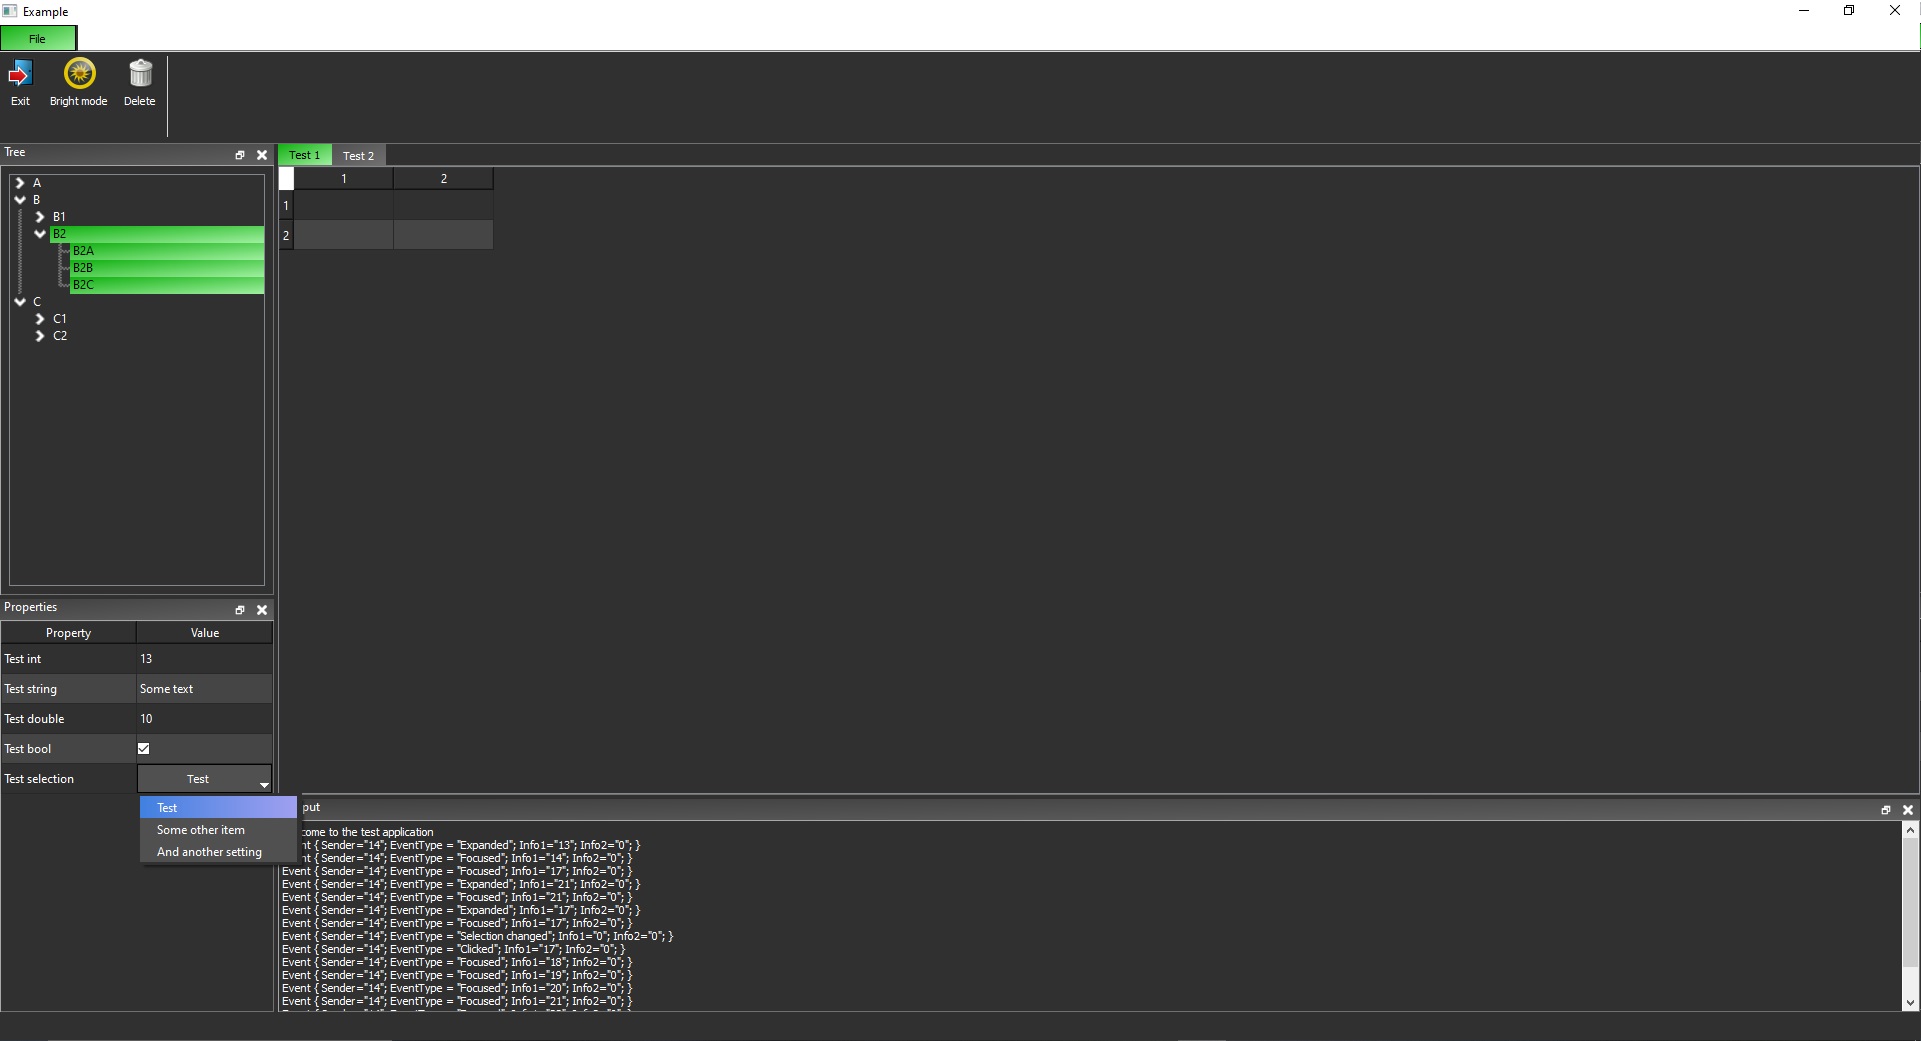 Example
File
Exit
Bright mode
Delete
Tree
A
B
B1
B2
B2A
B2B
B2C
C
C1
C2
Test 1
Test 2
1
2
1
2
Properties
Property
Value
Test int
13
Test string
Some text
Test double
10
Test bool
Test selection
Test
Test
Some other item
And another setting
put
come to the test application
nt { Sender="14"; EventType = "Expanded"; Info1="13"; Info2="0"; }
nt { Sender="14"; EventType = "Focused"; Info1="14"; Info2="0"; }
Event { Sender="14"; EventType = "Focused"; Info1="17"; Info2="0"; }
Event { Sender="14"; EventType = "Expanded"; Info1="21"; Info2="0"; }
Event { Sender="14"; EventType = "Focused"; Info1="21"; Info2="0"; }
Event { Sender="14"; EventType = "Expanded"; Info1="17"; Info2="0"; }
Event { Sender="14"; EventType = "Focused"; Info1="17"; Info2="0"; }
Event { Sender="14"; EventType = "Selection changed"; Info1="0"; Info2="0"; }
Event { Sender="14"; EventType = "Clicked"; Info1="17"; Info2="0"; }
Event { Sender="14"; EventType = "Focused"; Info1="18"; Info2="0"; }
Event { Sender="14"; EventType = "Focused"; Info1="19"; Info2="0"; }
Event { Sender="14"; EventType = "Focused"; Info1="20"; Info2="0"; }
Event { Sender="14"; EventType = "Focused"; Info1="21"; Info2="0"; }